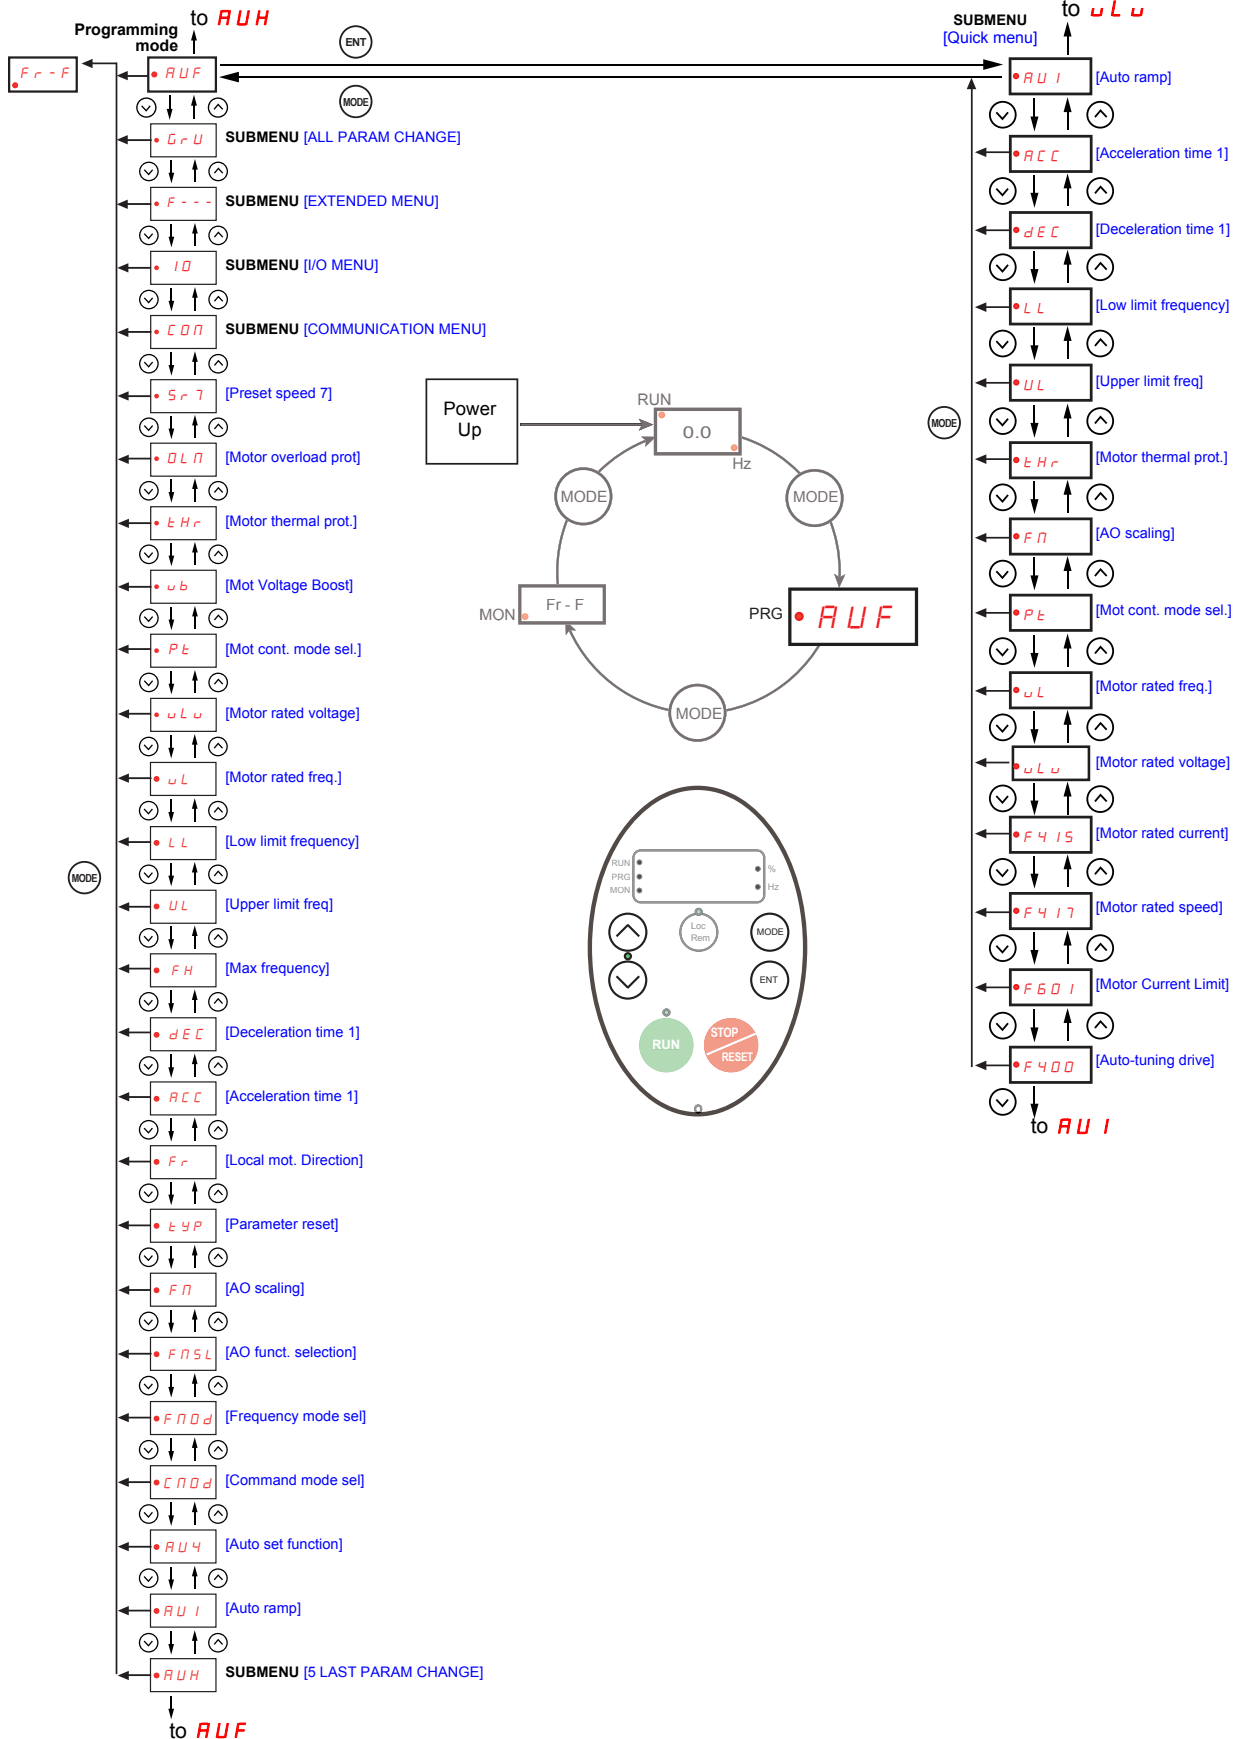 to AUH
Programming
mode
Fr-F
AUF
ENT
MODE
GrU
SUBMENU [ALL PARAM CHANGE]
F---
SUBMENU [EXTENDED MENU]
IO
SUBMENU [I/O MENU]
COM
SUBMENU [COMMUNICATION MENU]
Sr7
[Preset speed 7]
OLM
[Motor overload prot]
tHr
[Motor thermal prot.]
ub
[Mot Voltage Boost]
Pt
[Mot cont. mode sel.]
uLu
[Motor rated voltage]
uL
[Motor rated freq.]
LL
[Low limit frequency]
MODE
UL
[Upper limit freq]
FH
[Max frequency]
dEC
[Deceleration time 1]
ACC
[Acceleration time 1]
Fr
[Local mot. Direction]
tYP
[Parameter reset]
FM
[AO scaling]
FMSL
[AO funct. selection]
FMOd
[Frequency mode sel]
CMOd
[Command mode sel]
AU4
[Auto set function]
AU1
[Auto ramp]
AUH
SUBMENU [5 LAST PARAM CHANGE]
to AUF
Power
Up
RUN
0.0
Hz
MODE
MODE
MON
Fr - F
PRG
AUF
MODE
RUN
PRG
MON
%
Hz
Loc
Rem
MODE
ENT
RUN
STOP
RESET
to uLu
SUBMENU
[Quick menu]
AU1
[Auto ramp]
ACC
[Acceleration time 1]
dEC
[Deceleration time 1]
LL
[Low limit frequency]
UL
[Upper limit freq]
MODE
tHr
[Motor thermal prot.]
FM
[AO scaling]
Pt
[Mot cont. mode sel.]
uL
[Motor rated freq.]
uLu
[Motor rated voltage]
F415
[Motor rated current]
F417
[Motor rated speed]
F601
[Motor Current Limit]
F400
[Auto-tuning drive]
to AU1